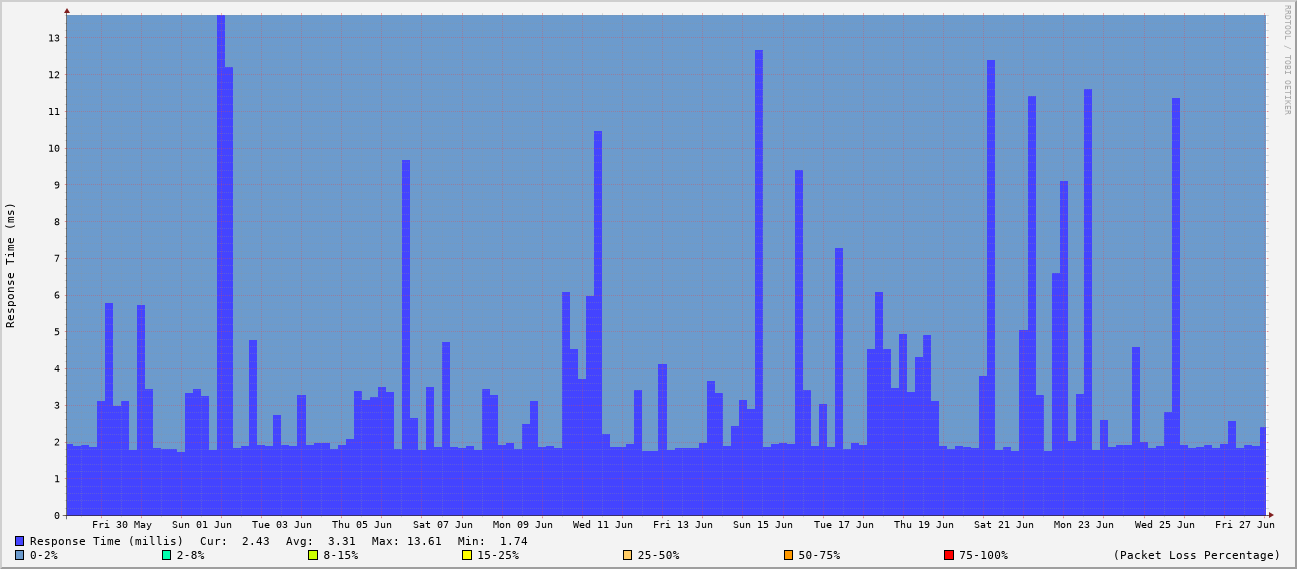 RRDTOOL / TOBI OETIKER
Response Time (ms)
13
12
11
10
9
8
7
6
5
4
3
2
1
0
Fri 30 May Sun 01 Jun Tue 03 Jun Thu 05 Jun Sat 07 Jun Mon 09 Jun Wed 11 Jun Fri 13 Jun Sun 15 Jun Tue 17 Jun Thu 19 Jun Sat 21 Jun Mon 23 Jun Wed 25 Jun Fri 27 Jun
Response Time (millis) Cur: 2.43 Avg: 3.31 Max: 13.61 Min: 1.74
0-2% 2-8% 8-15% 15-25% 25-50% 50-75% 75-100% (Packet Loss Percentage)